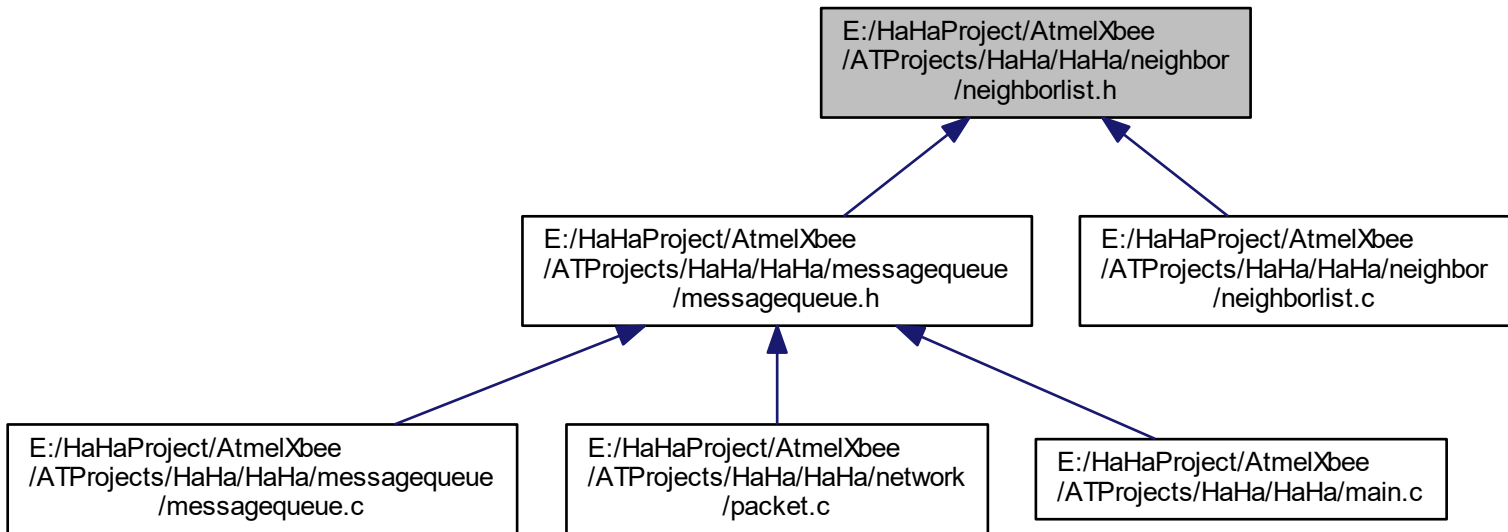 E:/HaHaProject/AtmelXbee
/ATProjects/HaHa/HaHa/neighbor
/neighborlist.h
E:/HaHaProject/AtmelXbee
/ATProjects/HaHa/HaHa/messagequeue
/messagequeue.h
E:/HaHaProject/AtmelXbee
/ATProjects/HaHa/HaHa/neighbor
/neighborlist.c
E:/HaHaProject/AtmelXbee
/ATProjects/HaHa/HaHa/messagequeue
/messagequeue.c
E:/HaHaProject/AtmelXbee
/ATProjects/HaHa/HaHa/network
/packet.c
E:/HaHaProject/AtmelXbee
/ATProjects/HaHa/HaHa/main.c